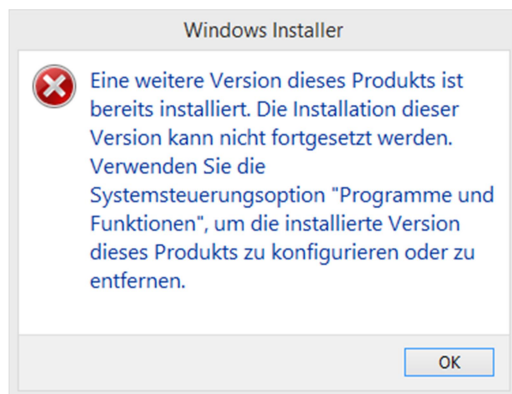 Windows Installer
Eine weitere Version dieses Produkts ist
bereits installiert. Die Installation dieser
Version kann nicht fortgesetzt werden.
Verwenden Sie die
Systemsteuerungsoption "Programme und
Funktionen", um die installierte Version
dieses Produkts zu konfigurieren oder zu
entfernen.
OK